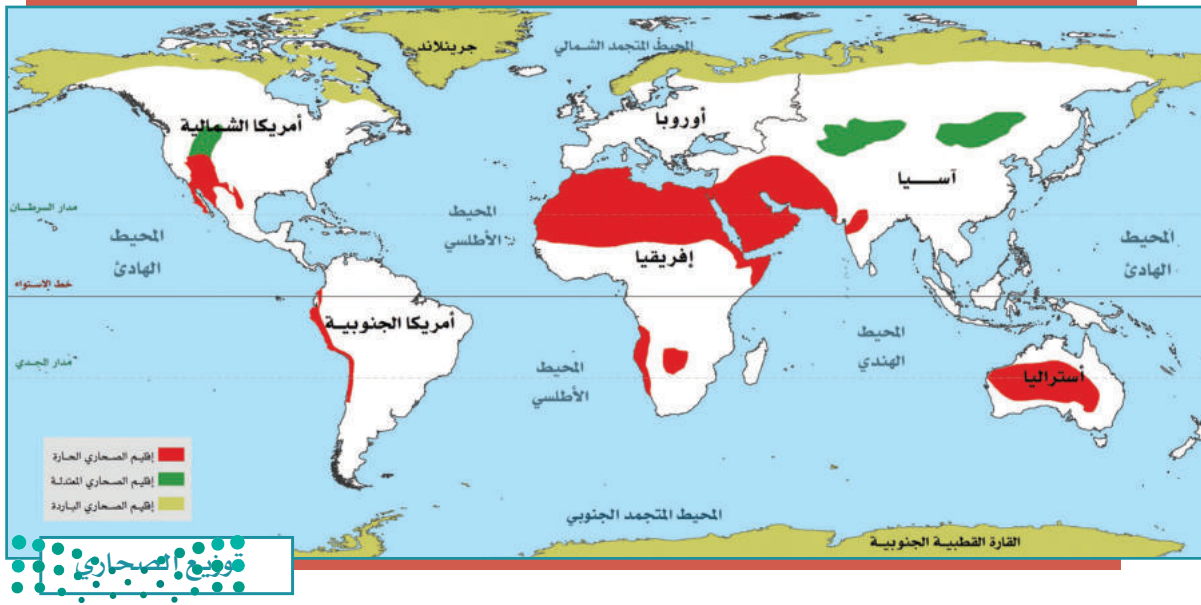 جرينلاند
المحيط المتجمد الشمالي
أمريكا الشمالية
أوروبا
آسـيـا
مدار السرطان
المحيط
الهادئ
المحيط
الأطلسي
إفريقيا
المحيط
الهادئ
خط الاستواء
أمريكا الجنوبية
المحيط
الهندي
مدار الجدي
المحيط
الأطلسي
أستراليا
إقليم الصحاري الحارة
إقليم الصحاري المعتدلة
إقليم الصحاري الباردة
المحيط المتجمد الجنوبي
القارة القطبية الجنوبية
توزيع الصحاري